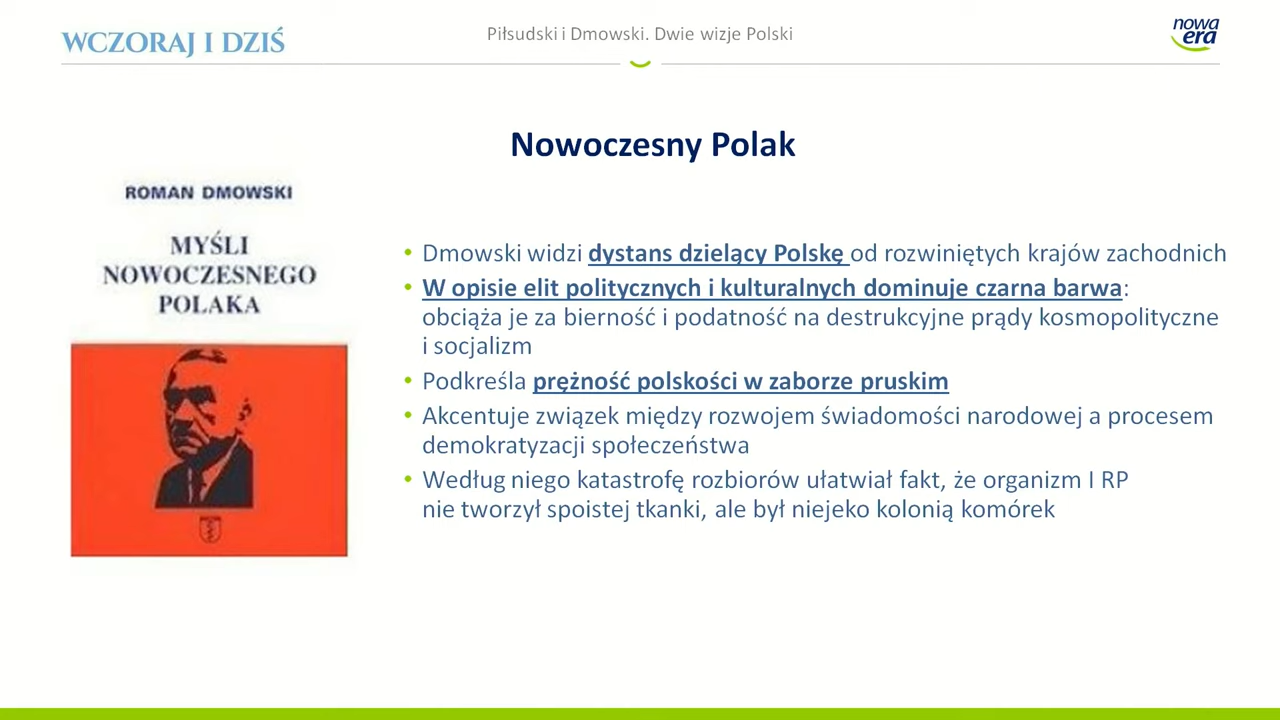 WCZORAJ I DZIŚ
Piłsudski i Dmowski. Dwie wizje Polski
nowa
era
Nowoczesny Polak
ROMAN DMOWSKI
MYŚLI
NOWOCZESNEGO
POLAKA
• Dmowski widzi dystans dzielący Polskę od rozwiniętych krajów zachodnich
• W opisie elit politycznych i kulturalnych dominuje czarna barwa:
obciąża je za bierność i podatność na destrukcyjne prądy kosmopolityczne
i socjalizm
• Podkreśla prężność polskości w zaborze pruskim
• Akcentuje związek między rozwojem świadomości narodowej a procesem
demokratyzacji społeczeństwa
• Według niego katastrofę rozbiorów ułatwiał fakt, że organizm I RP
nie tworzył spoistej tkanki, ale był niejeko kolonią komórek